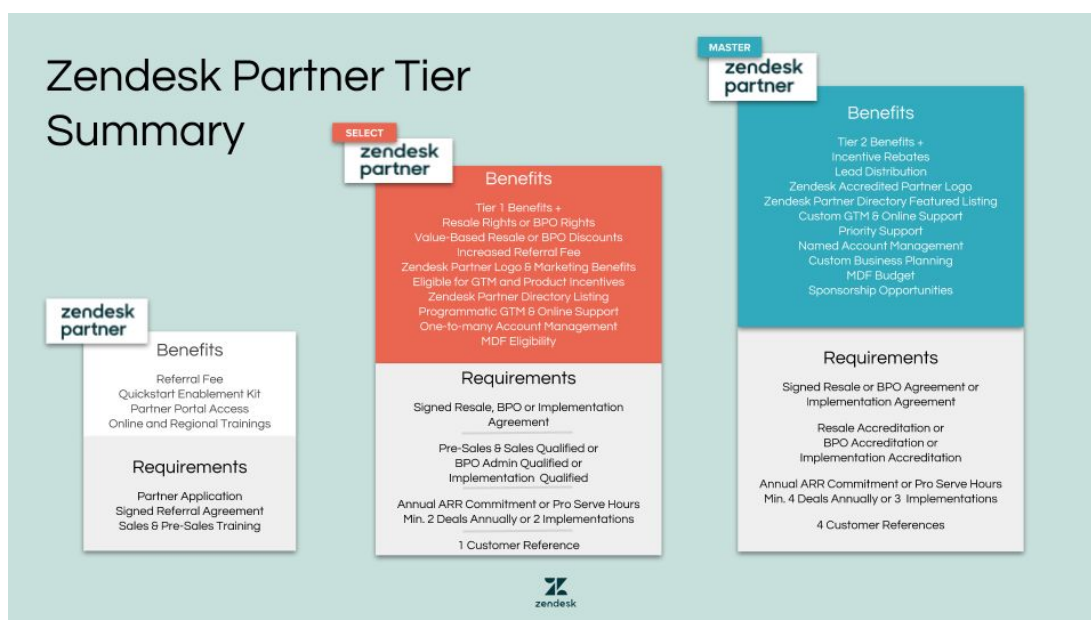 Zendesk Partner Tier
Summary
zendesk
partner
Benefits
Referral Fee
Quickstart Enablement Kit
Partner Portal Access
Online and Regional Trainings
Requirements
Partner Application
Signed Referral Agreement
Sales & Pre-Sales Training
SELECT
zendesk
partner
Benefits
Tier 1 Benefits +
Resale Rights or BPO Rights
Value-Based Resale or BPO Discounts
Increased Referral Fee
Zendesk Partner Logo & Marketing Benefits
Eligible for GTM and Product Incentives
Zendesk Partner Directory Listing
Programmatic GTM & Online Support
One-to-many Account Management
MDF Eligibility
Requirements
Signed Resale, BPO or Implementation
Agreement
Pre-Sales & Sales Qualified or
BPO Admin Qualified or
Implementation Qualified
Annual ARR Commitment or Pro Serve Hours
Min. 2 Deals Annually or 2 Implementations
1 Customer Reference
MASTER
zendesk
partner
Benefits
Tier 2 Benefits +
Incentive Rebates
Lead Distribution
Zendesk Accredited Partner Logo
Zendesk Partner Directory Featured Listing
Custom GTM & Online Support
Priority Support
Named Account Management
Custom Business Planning
MDF Budget
Sponsorship Opportunities
Requirements
Signed Resale or BPO Agreement or
Implementation Agreement
Resale Accreditation or
BPO Accreditation or
Implementation Accreditation
Annual ARR Commitment or Pro Serve Hours
Min. 4 Deals Annually or 3 Implementations
4 Customer References
zendesk